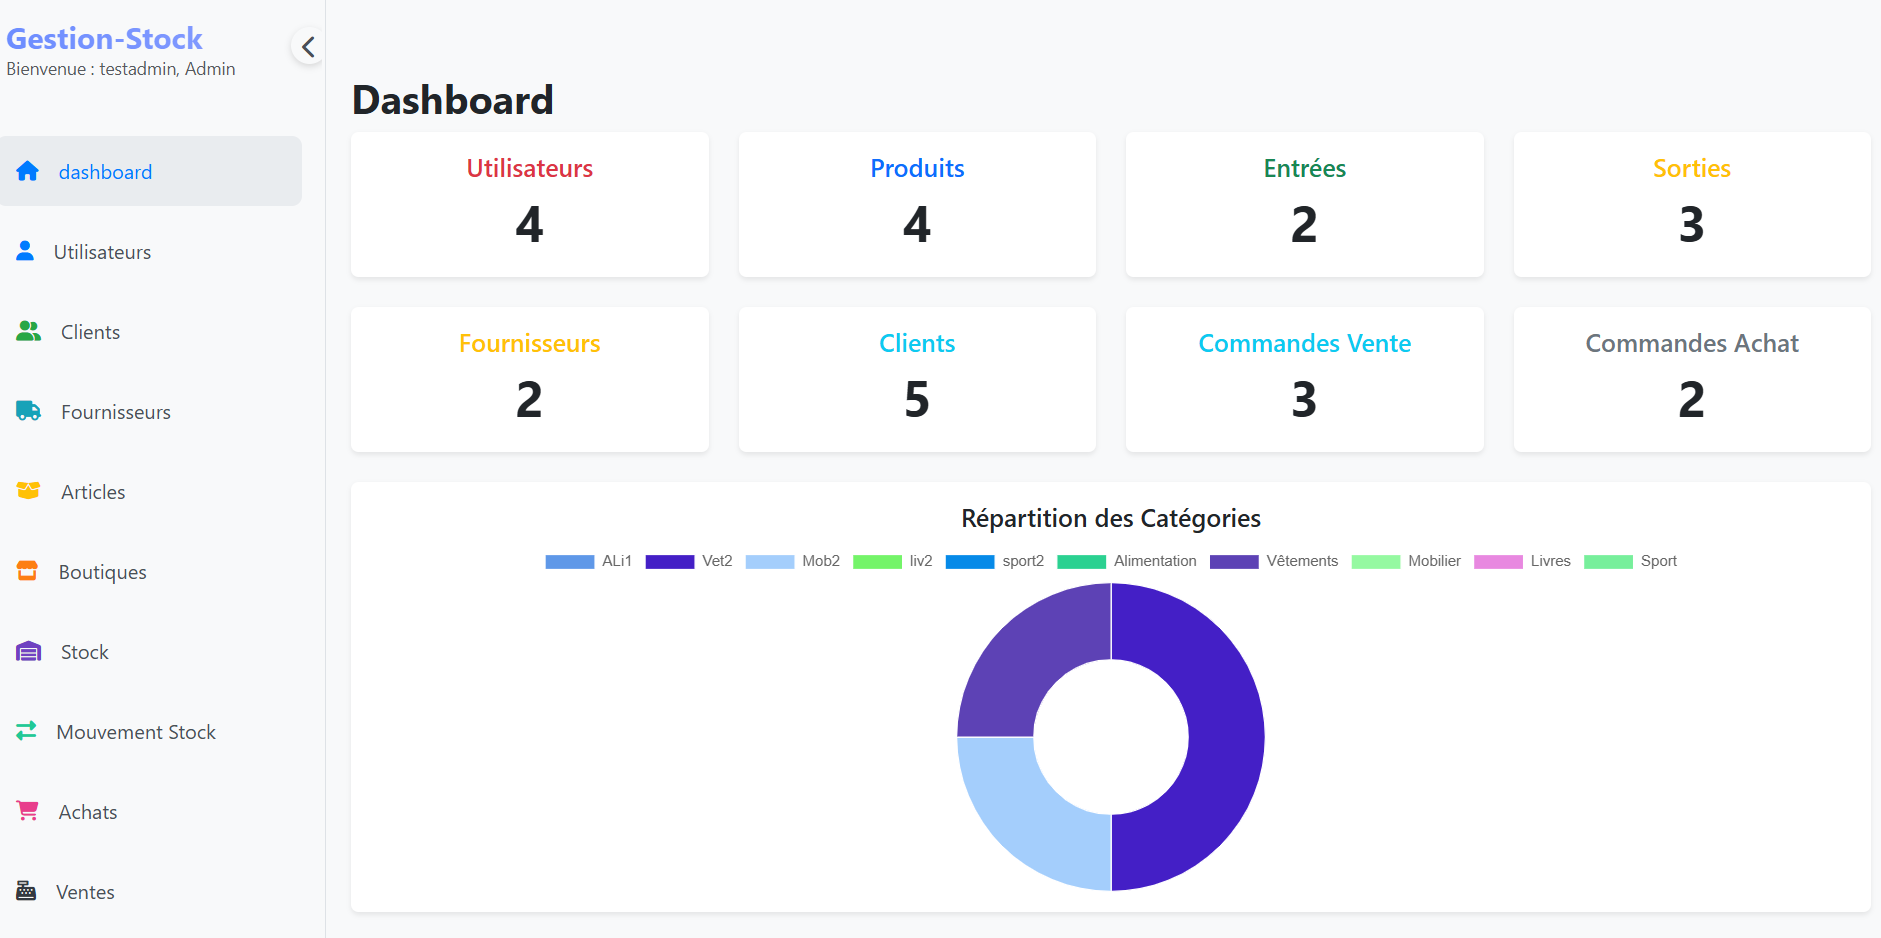 Gestion-Stock
Bienvenue : testadmin, Admin
dashboard
Utilisateurs
Clients
Fournisseurs
Articles
Boutiques
Stock
Mouvement Stock
Achats
Ventes
Dashboard
Utilisateurs
4
Produits
4
Entrées
2
Sorties
3
Fournisseurs
2
Clients
5
Commandes Vente
3
Commandes Achat
2
Répartition des Catégories
ALi1 Vet2 Mob2 liv2 sport2 Alimentation Vêtements Mobilier Livres Sport